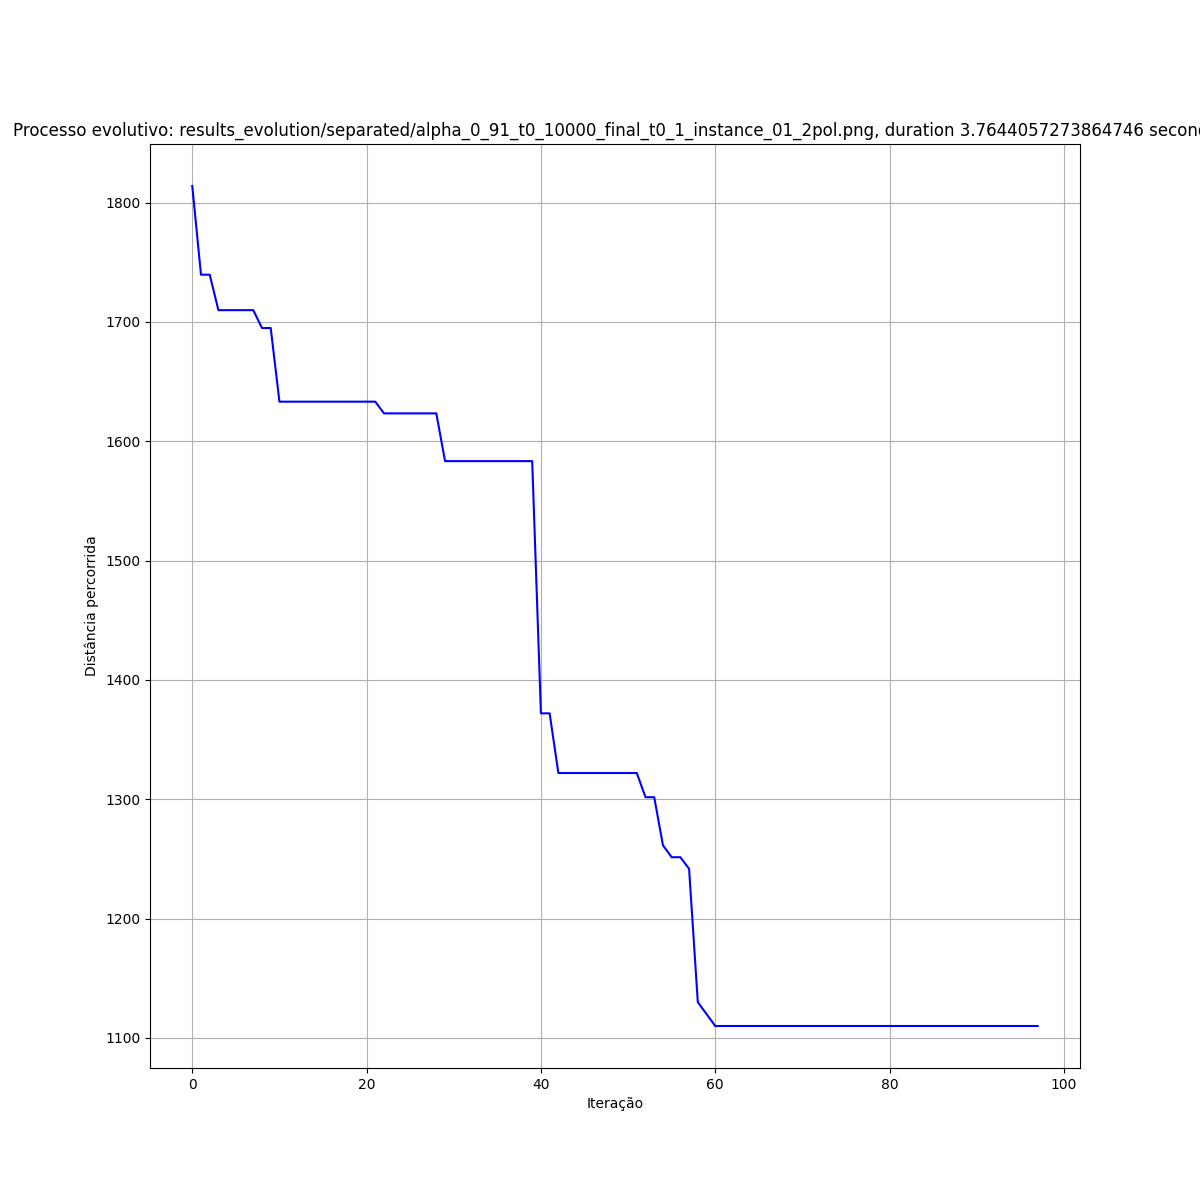 Processo evolutivo: results_evolution/separated/alpha_0_91_t0_10000_final_t0_1_instance_01_2pol.png, duration 3.7644057273864746
1800
1700
1600
1500
1400
1300
1200
1100
Distância percorrida
0 20 40 60 80 100
Iteração